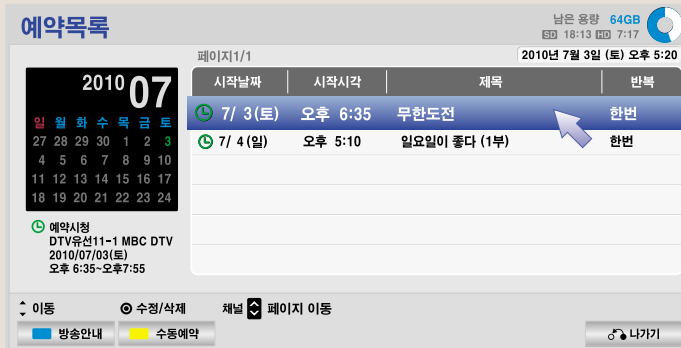 예약목록
남은 용량 64GB
SD 18:13 HD 7:17
페이지1/1
2010년 7월 3일 (토) 오후 5:20
2010 07
일 월 화 수 목 금 토
27 28 29 30 1 2 3
4 5 6 7 8 9 10
11 12 13 14 15 16 17
18 19 20 21 22 23 24
시작날짜 시작시각 제목 반복
7/ 3(토) 오후 6:35 무한도전 한번
7/ 4(일) 오후 5:10 일요일이 좋다 (1부) 한번
예약시청
DTV유선11-1 MBC DTV
2010/07/03(토)
오후 6:35~오후7:55
이동 수정/삭제 채널 페이지 이동
방송안내 수동예약 나가기